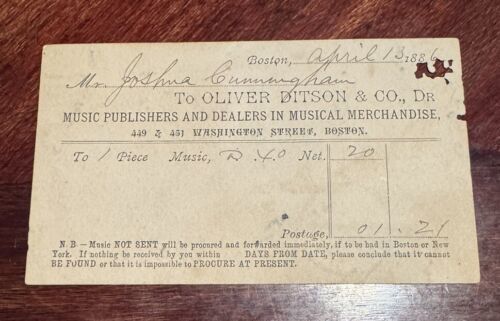 Boston, April 13 1886
Mr. Joshua Cunningham
To OLIVER DITSON & CO., Dr
MUSIC PUBLISHERS AND DEALERS IN MUSICAL MERCHANDISE,
449 & 451 WASHINGTON STREET, BOSTON.
To 1 Piece Music, D .40 Net. 20
Postage, 01 . 21
N. B.—Music NOT SENT will be procured and forwarded immediately, if to be had in Boston or New
York. If nothing be received by you within DAYS FROM DATE, please conclude that it cannot
BE FOUND or that it is impossible to PROCURE AT PRESENT.